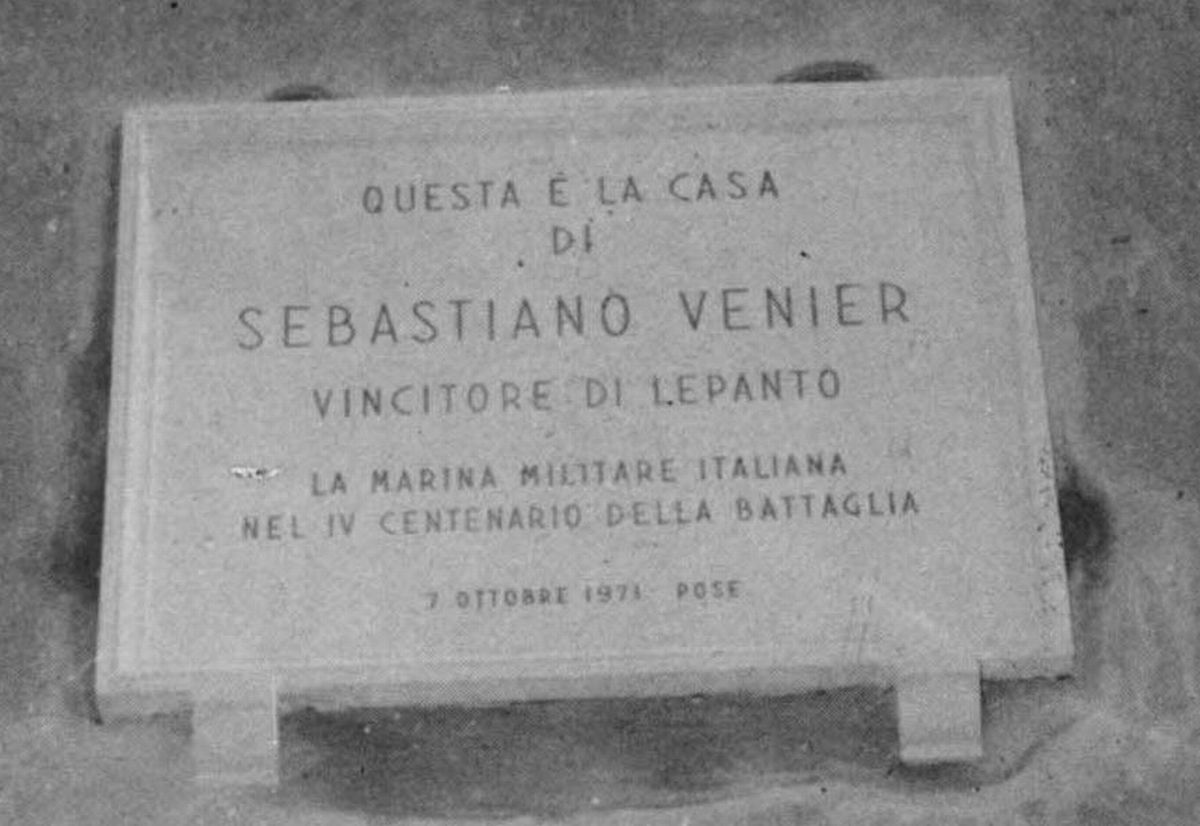 QUESTA È LA CASA
DI
SEBASTIANO VENIER
VINCITORE DI LEPANTO
LA MARINA MILITARE ITALIANA
NEL IV CENTENARIO DELLA BATTAGLIA
7 OTTOBRE 1971 POSE